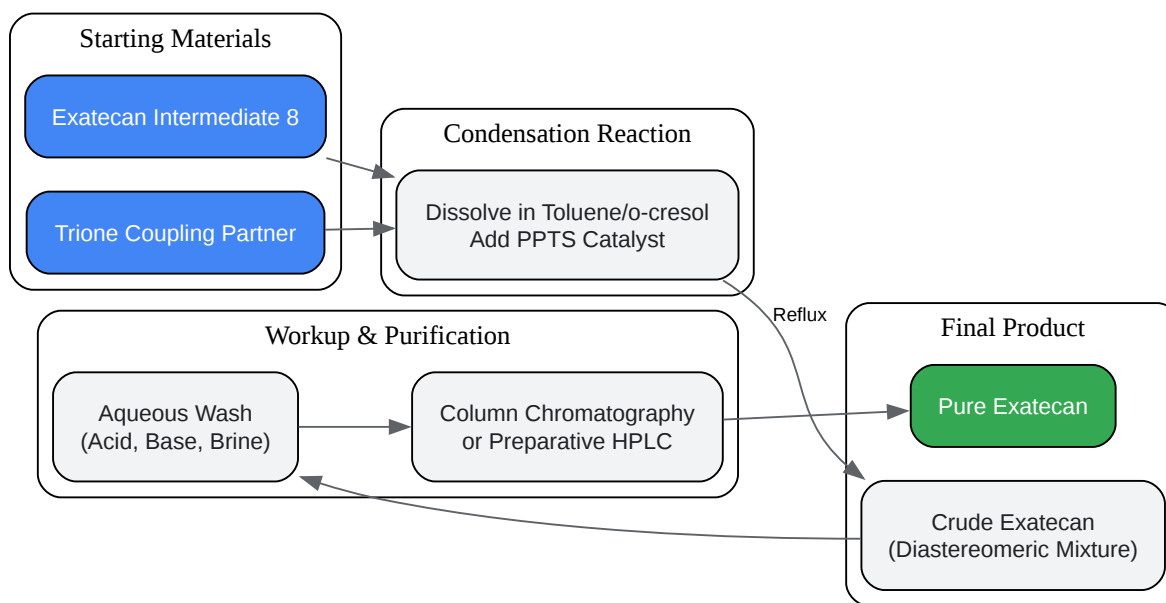 Starting Materials
Exatecan Intermediate 8
Trione Coupling Partner
Condensation Reaction
Dissolve in Toluene/o-cresol
Add PPTS Catalyst
Reflux
Workup & Purification
Aqueous Wash
(Acid, Base, Brine)
Column Chromatography
or Preparative HPLC
Final Product
Pure Exatecan
Crude Exatecan
(Diastereomeric Mixture)